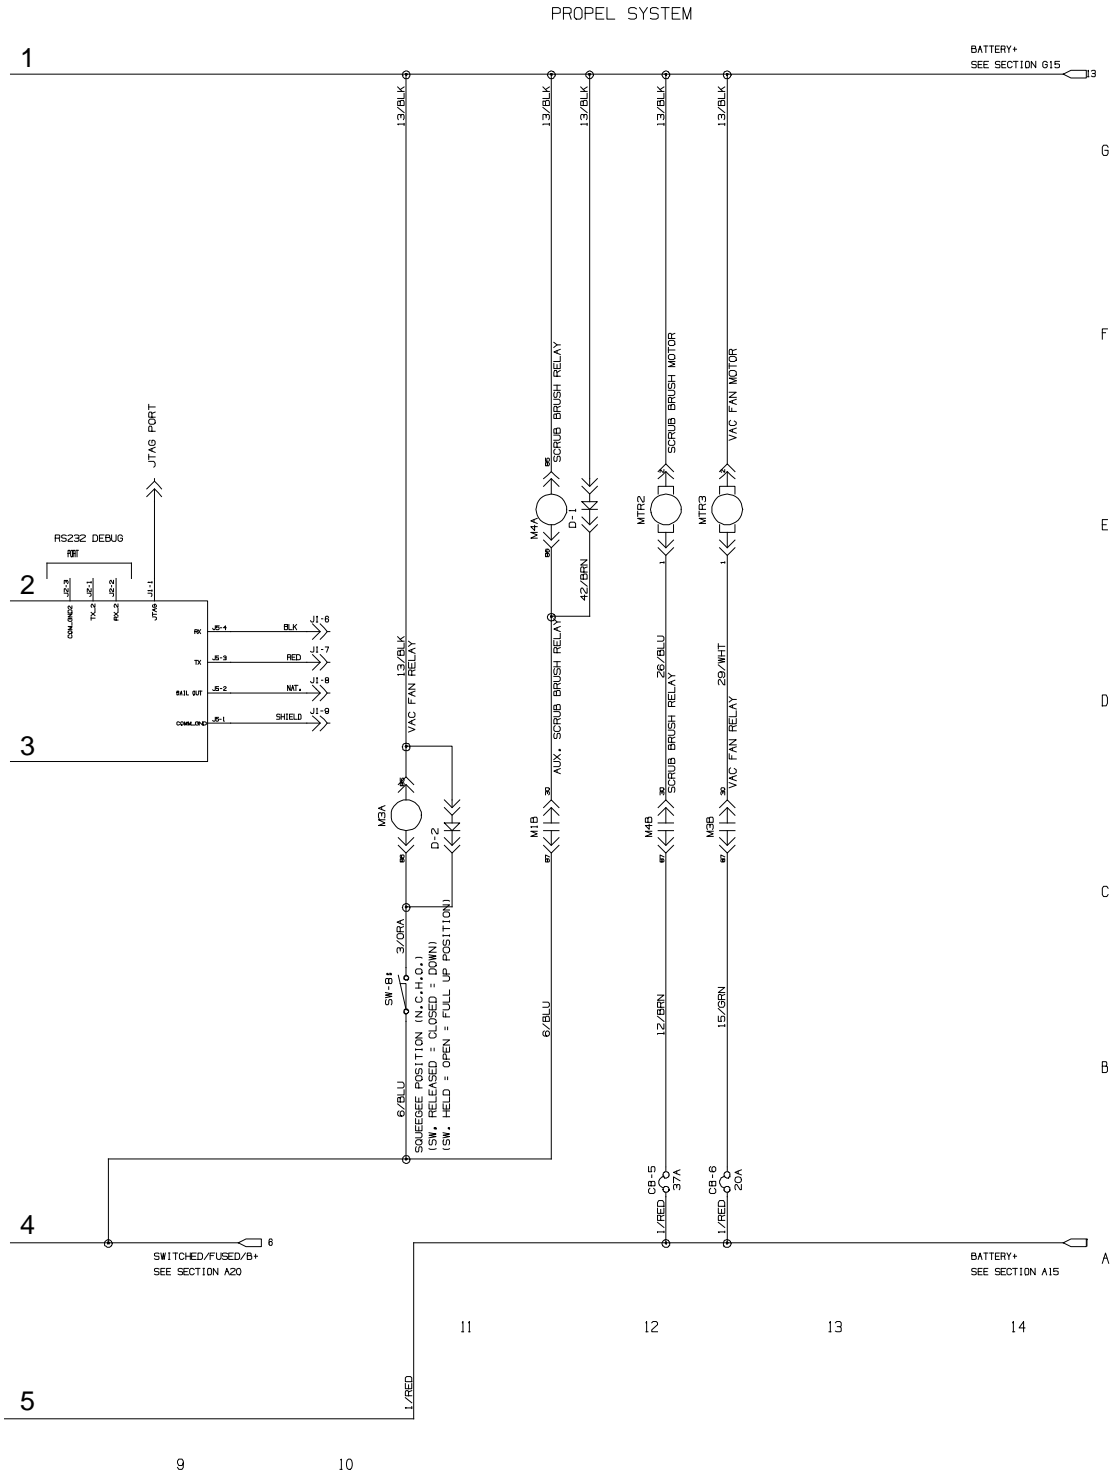 PROPEL SYSTEM
1
BATTERY+
SEE SECTION G15
13
13/BLK
13/BLK
13/BLK
13/BLK
13/BLK
G
F
SCRUB BRUSH RELAY
SCRUB BRUSH MOTOR
VAC FAN MOTOR
JTAG PORT
85
2
2
M4A
D-1
MTR2
MTR3
E
RS232 DEBUG
PORT
86
1
1
42/BRN
2
J2-3
J2-1
J2-2
J1-1
COM_GND2
TX_2
RX_2
JTAG
RX
J5-4
BLK
J1-6
TX
J5-3
RED
J1-7
BAIL OUT
J5-2
NAT.
J1-8
COMM_GND
J5-1
SHIELD
J1-9
13/BLK
VAC FAN RELAY
AUX. SCRUB BRUSH RELAY
26/BLU
SCRUB BRUSH RELAY
29/WHT
VAC FAN RELAY
D
3
M3A
D-2
30
M1B
87
30
M4B
87
30
M3B
87
C
3/ORA
SW-8:
SQUEEGEE POSITION (N.C.H.O.)
(SW. RELEASED = CLOSED = DOWN)
(SW. HELD = OPEN = FULL UP POSITION)
6/BLU
6/BLU
12/BRN
15/GRN
B
CB-5
37A
CB-6
20A
1/RED
1/RED
4
6
SWITCHED/FUSED/B+
SEE SECTION A20
BATTERY+
SEE SECTION A15
A
11
12
13
14
1/RED
5
9
10